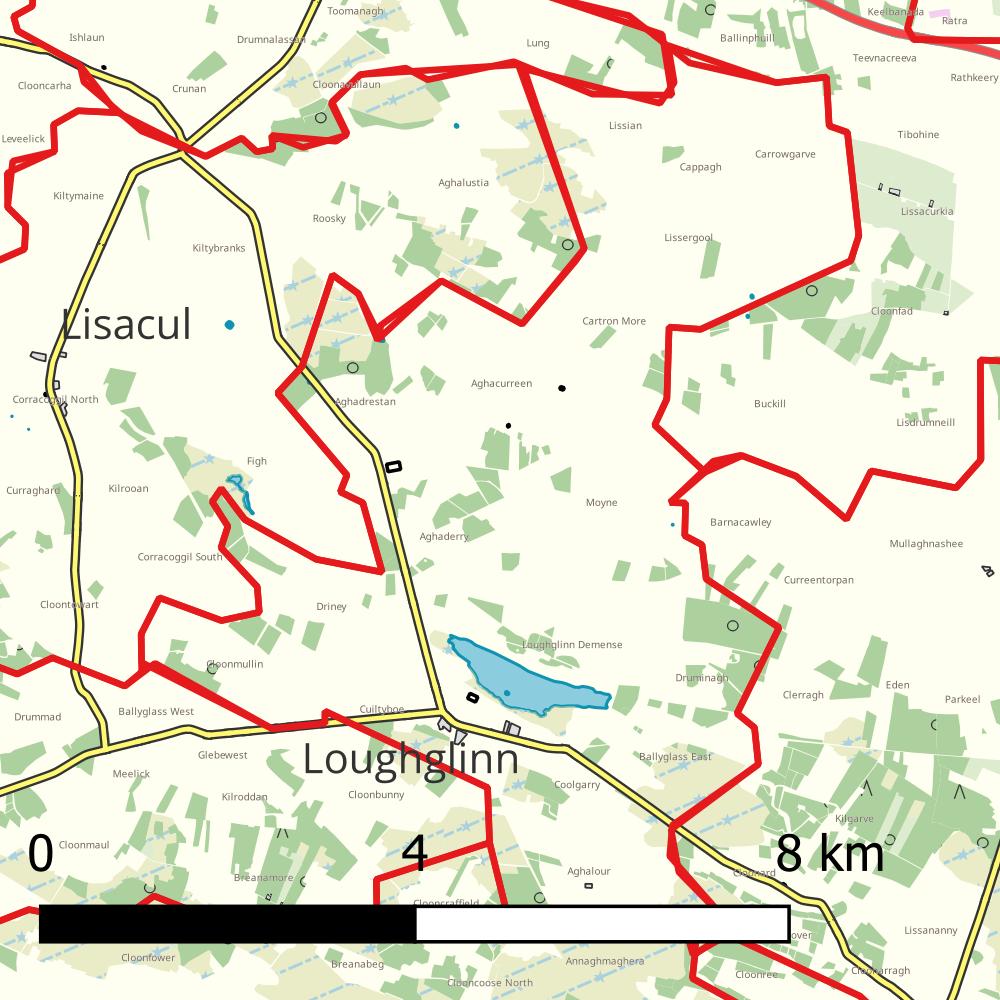 Toomanagh
Keelbanada
Ratra
Ishlaun
Drumnalassan
Lung
Ballinphuill
Teevnacreeva
Rathkeery
Clooncarha
Crunan
Lissian
Tibohine
Leveelick
Cappagh
Carrowgarve
Kiltymaine
Aghalustia
Roosky
Lissacurkia
Kiltybranks
Lissergool
Lisacul
Cartron More
Cloonfad
Aghacurreen
Corracoggil North
Aghadrestan
Buckill
Lisdrumneill
Figh
Curraghard
Kilrooan
Moyne
Barnacawley
Aghaderry
Mullaghnashee
Corracoggil South
Curreentorpan
Cloontowart
Driney
Loughglinn Demense
Cloonmullin
Druminagh
Eden
Clerragh
Parkeel
Drummad
Ballyglass West
Cuiltyboe
Glebewest
Loughglinn
Ballyglass East
Meelick
Coolgarry
Kilroddan
Cloonbunny
Kilgarve
0 4 8 km
Cloonmaul
Breanamore
Aghalour
Cloonard
Clooncraffield
Lissananny
Cloonfower
Breanabeg
Annaghmaghera
Cloonree
Cloonarragh
Clooncoose North